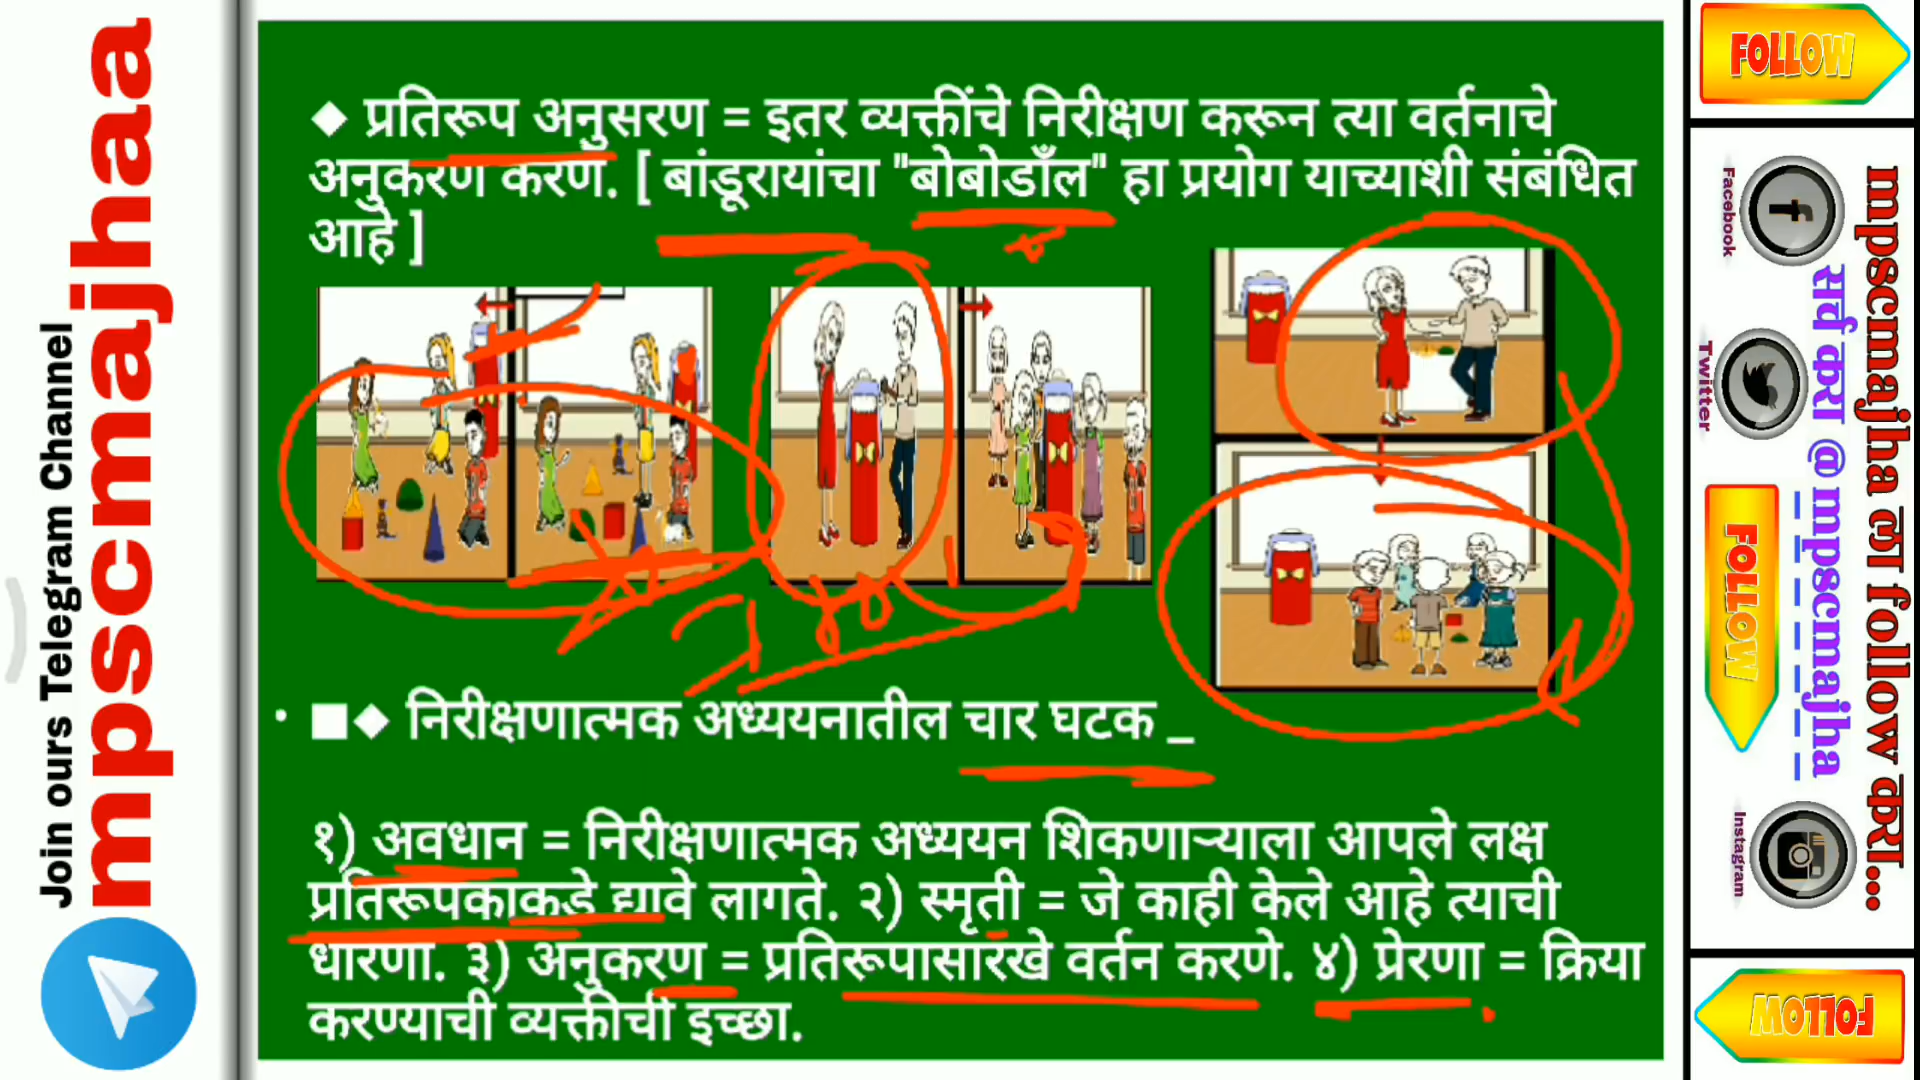 Join ours Telegram Channel
mpscmajhaa
◆ प्रतिरूप अनुसरण = इतर व्यक्तींचे निरीक्षण करून त्या वर्तनाचे
अनुकरण करणे. [ बांडूरायांचा "बोबोडॉंल" हा प्रयोग याच्याशी संबंधित
आहे ]
■◆ निरीक्षणात्मक अध्ययनातील चार घटक _
१) अवधान = निरीक्षणात्मक अध्ययन शिकणाऱ्याला आपले लक्ष
प्रतिरूपकाकडे द्यावे लागते. २) स्मृती = जे काही केले आहे त्याची
धारणा. ३) अनुकरण = प्रतिरूपासारखे वर्तन करणे. ४) प्रेरणा = क्रिया
करण्याची व्यक्तीची इच्छा.
FOLLOW
mpscmajha ला follow करा...
सर्व करा @mpscmajha
Facebook
Twitter
Instagram
FOLLOW
FOLLOW